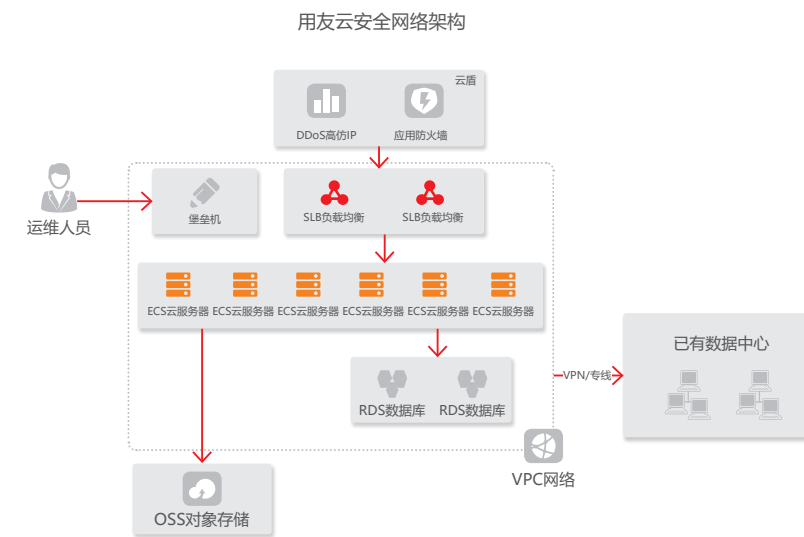 用友云安全网络架构
云盾
DDoS高仿IP
应用防火墙
运维人员
堡垒机
SLB负载均衡
SLB负载均衡
ECS云服务器 ECS云服务器 ECS云服务器 ECS云服务器 ECS云服务器 ECS云服务器
RDS数据库
RDS数据库
VPN/专线
已有数据中心
VPC网络
OSS对象存储